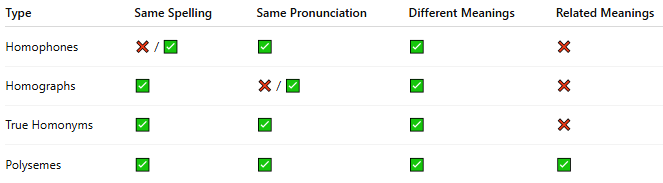 Type Same Spelling Same Pronunciation Different Meanings Related Meanings
Homophones ❌ / ✅ ✅ ✅ ❌
Homographs ✅ ❌ / ✅ ✅ ❌
True Homonyms ✅ ✅ ✅ ❌
Polysemes ✅ ✅ ✅ ✅